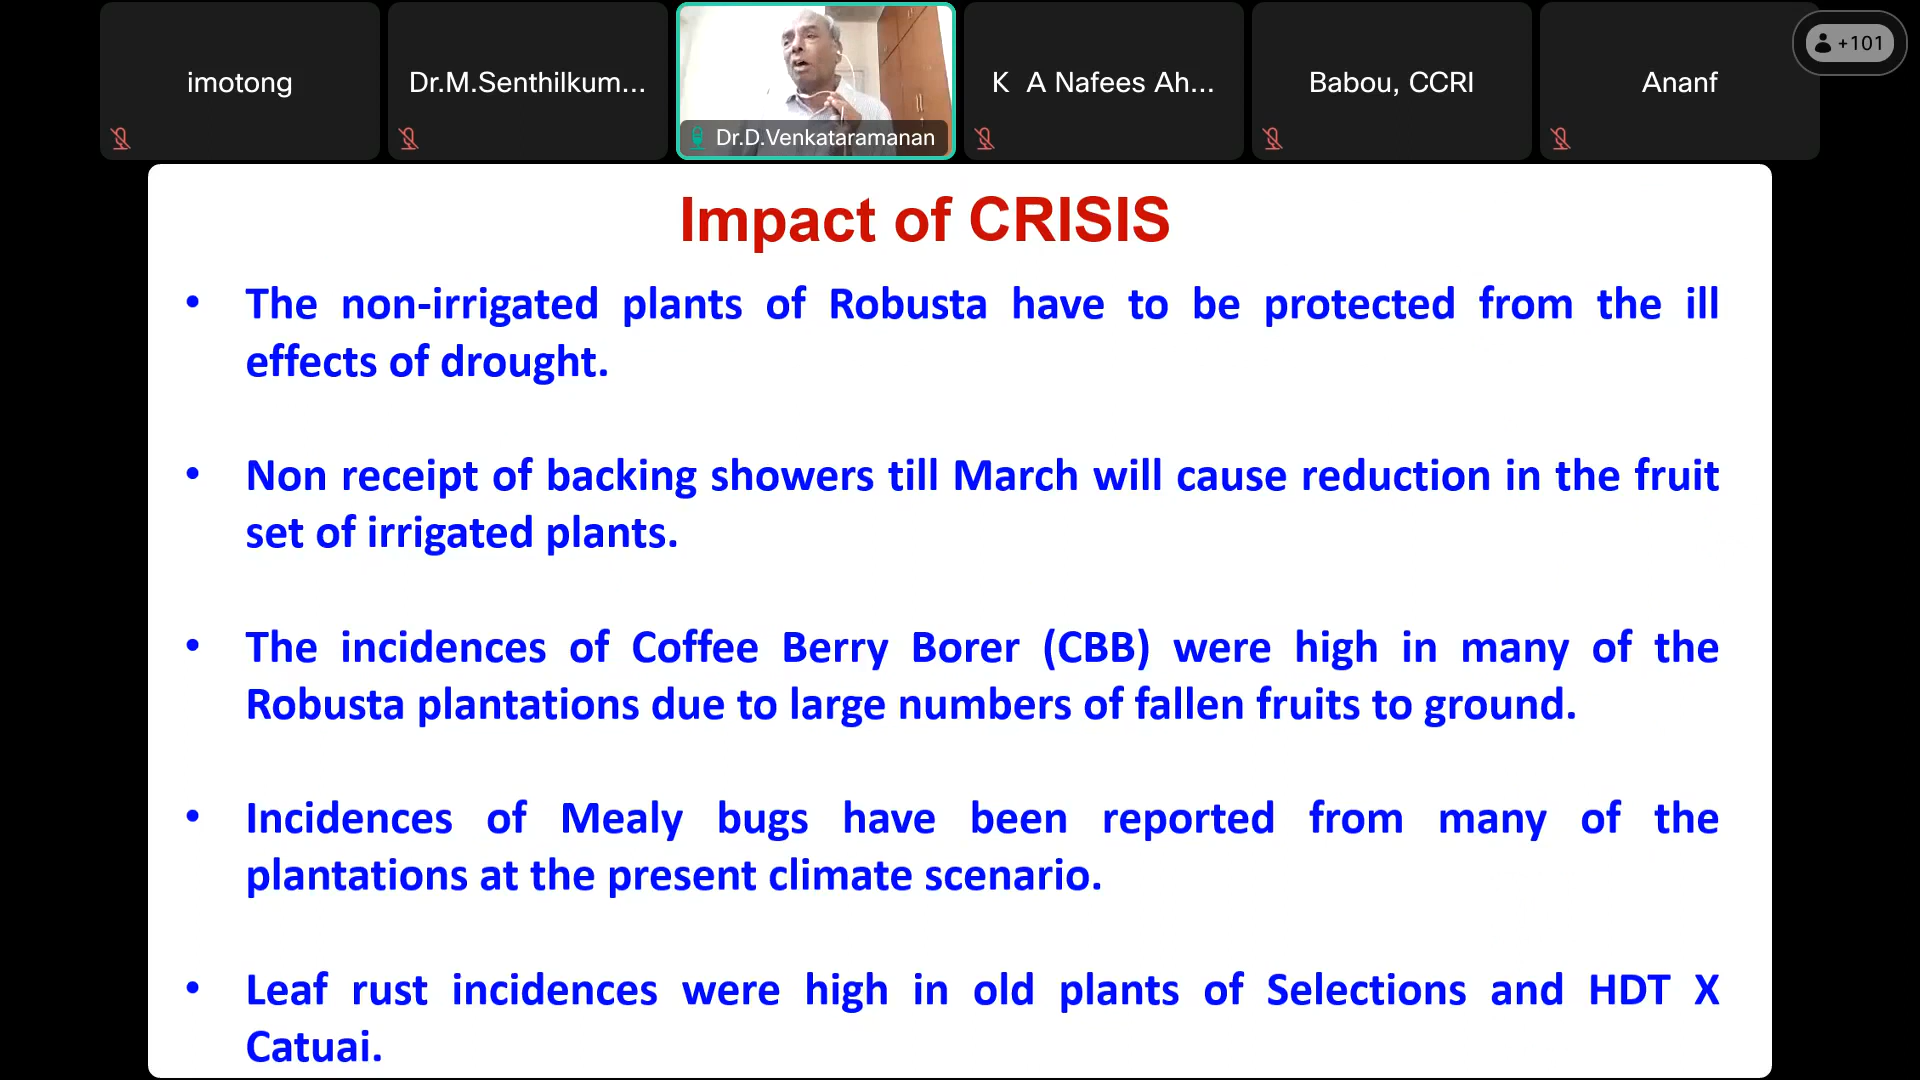 imotong
Dr.M.Senthilkum...
Dr.D.Venkataramanan
K A Nafees Ah...
Babou, CCRI
Ananf
+101
Impact of CRISIS
• The non-irrigated plants of Robusta have to be protected from the ill
effects of drought.
• Non receipt of backing showers till March will cause reduction in the fruit
set of irrigated plants.
• The incidences of Coffee Berry Borer (CBB) were high in many of the
Robusta plantations due to large numbers of fallen fruits to ground.
• Incidences of Mealy bugs have been reported from many of the
plantations at the present climate scenario.
• Leaf rust incidences were high in old plants of Selections and HDT X
Catuai.